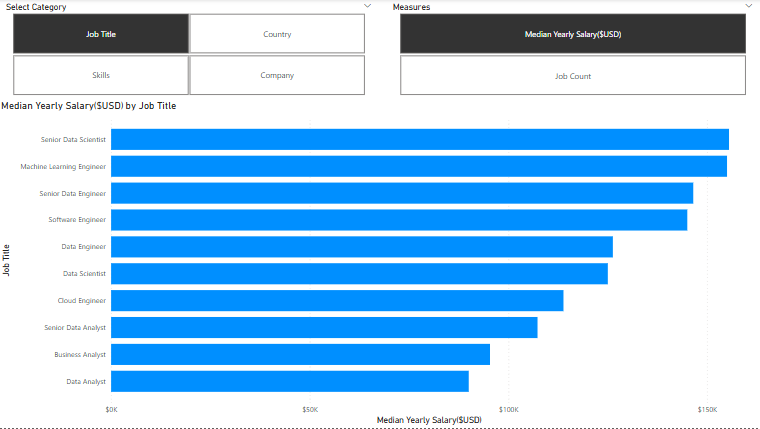 Select Category
Measures
Job Title
Country
Median Yearly Salary($USD)
Skills
Company
Job Count
Median Yearly Salary($USD) by Job Title
Job Title
Senior Data Scientist
Machine Learning Engineer
Senior Data Engineer
Software Engineer
Data Engineer
Data Scientist
Cloud Engineer
Senior Data Analyst
Business Analyst
Data Analyst
$0K $50K $100K $150K
Median Yearly Salary($USD)